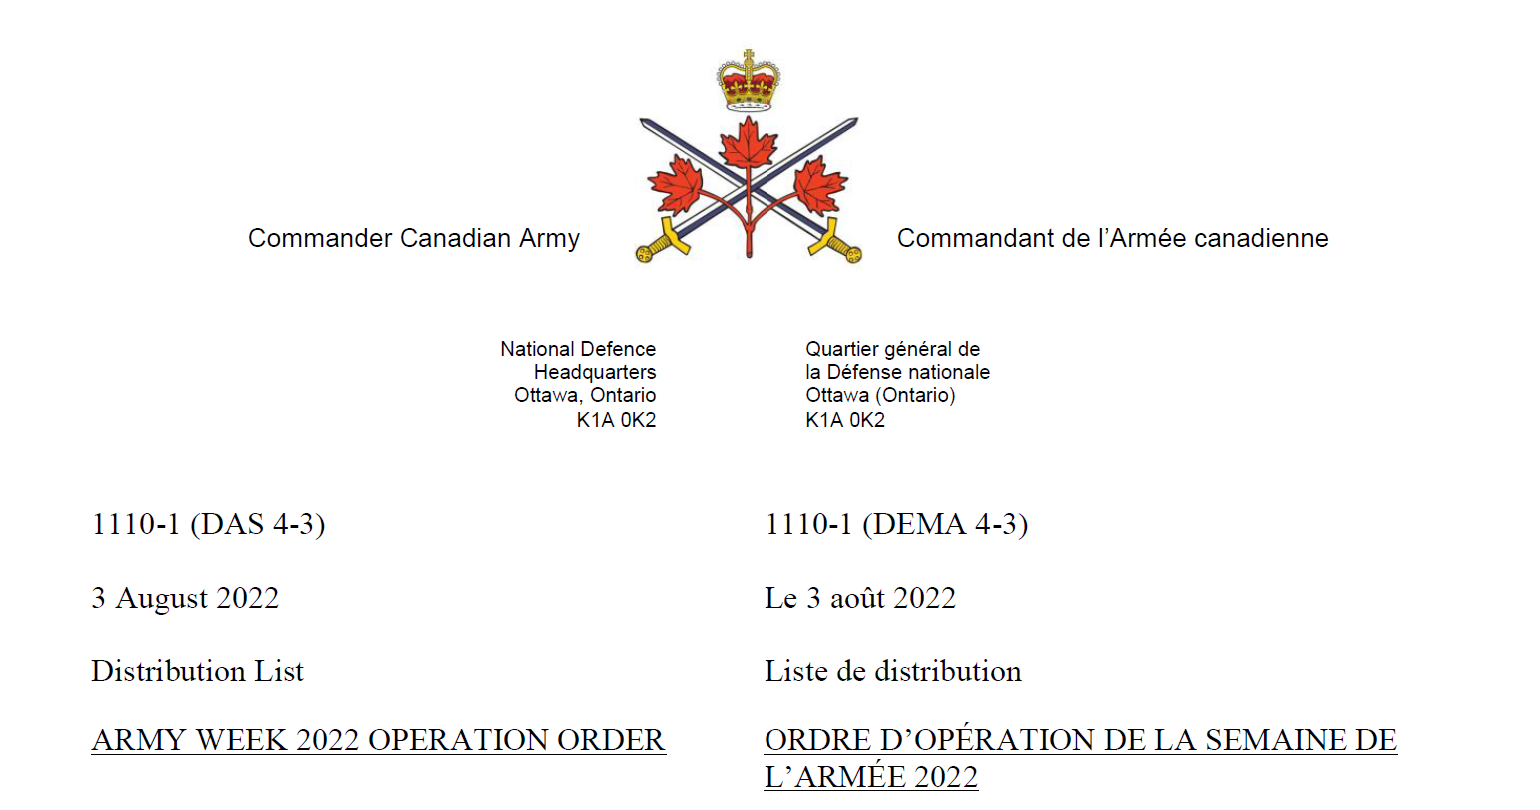 Commander Canadian Army
Commandant de l’Armée canadienne
National Defence
Headquarters
Ottawa, Ontario
K1A 0K2
Quartier général de
la Défense nationale
Ottawa (Ontario)
K1A 0K2
1110-1 (DAS 4-3)
3 August 2022
Distribution List
ARMY WEEK 2022 OPERATION ORDER
1110-1 (DEMA 4-3)
Le 3 août 2022
Liste de distribution
ORDRE D’OPÉRATION DE LA SEMAINE DE
L’ARMÉE 2022